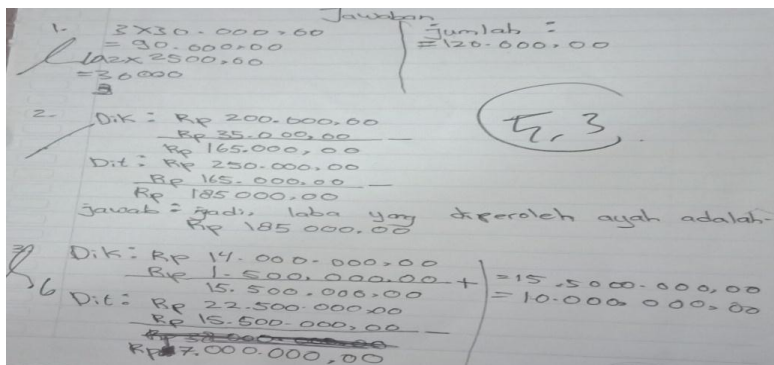 Jawaban
1. 3 x 30.000,00
= 90.000,00
12 x 2500,00
= 30000
jumlah :
= 120.000,00
5,3
2. Dik : Rp 200.000,00
Rp 35.000,00 —
Rp 165.000,00
Dit : Rp 250.000,00
Rp 165.000,00 —
Rp 185000,00
jawab = jadi, laba yang diperoleh ayah adalah-
Rp 185 000,00
3. Dik : Rp 14.000.000,00
Rp 1.500.000.00 +
15.500.000,00
Dit : Rp 22.500.000,00
Rp 15.500.000,00 —
Rp 7.000.000,00
= 15.5000.000,00
= 10.000.000,00